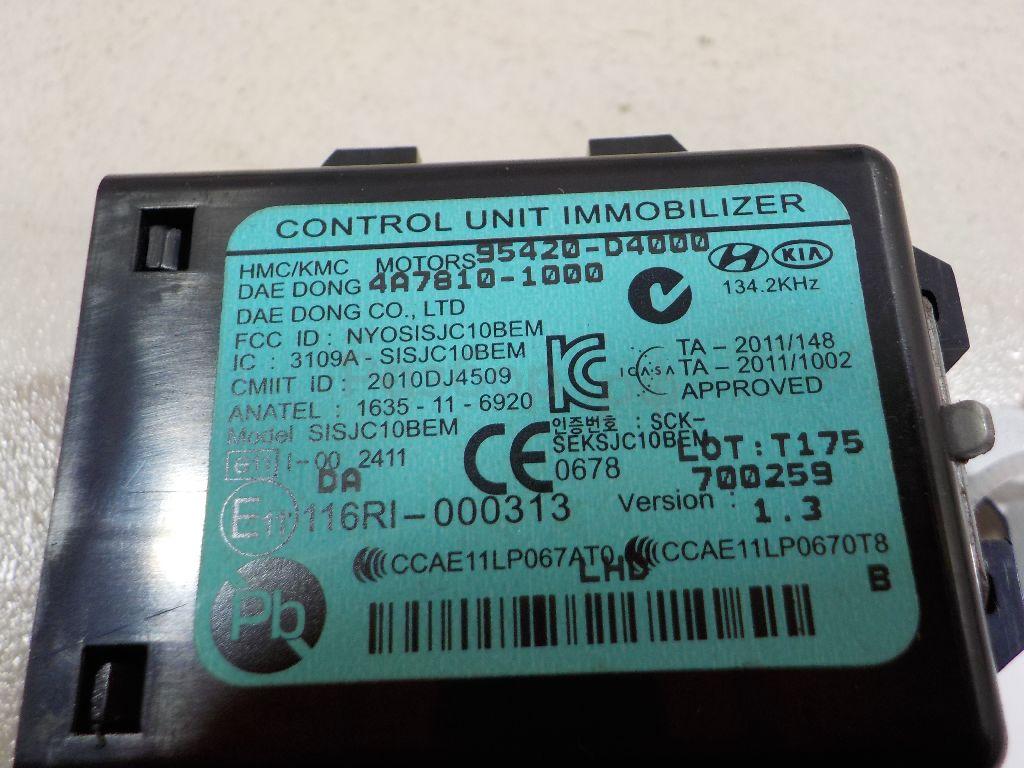 CONTROL UNIT IMMOBILIZER
HMC/KMC MOTORS 95420-D4000
DAE DONG 4A7810-1000
KIA
134.2KHz
DAE DONG CO., LTD
FCC ID : NYOSISJC10BEM
IC : 3109A - SISJC10BEM
CMIIT ID : 2010DJ4509
ANATEL : 1635 - 11 - 6920
Model SISJC10BEM
ICASA
TA - 2011/148
TA - 2011/1002
APPROVED
인증번호 : SCK-
SEKSJC10BEM
CE 0678
LOT:T175
700259
Version : 1.3
I-00 2411
DA
E11 116RI-000313
CCAE11LP067AT0 CCAE11LP0670T8
LHD
B
Pb